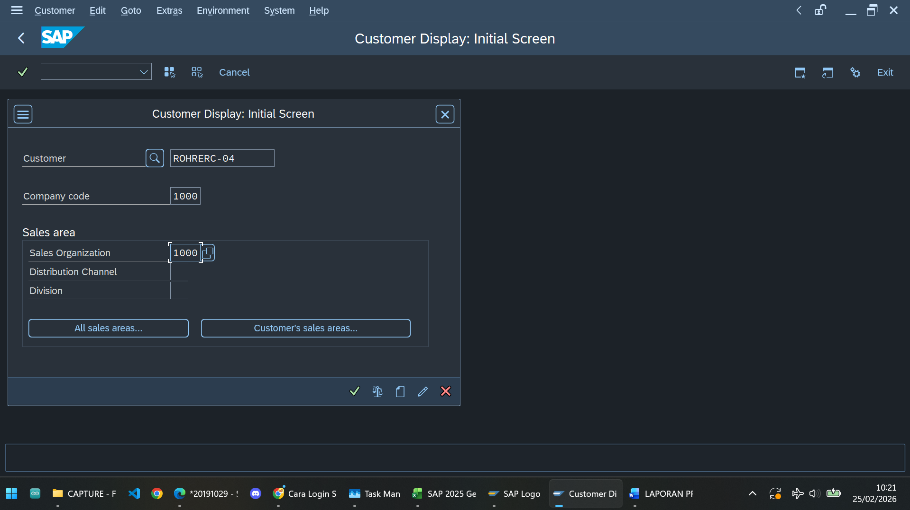 Customer Edit Goto Extras Environment System Help
SAP Customer Display: Initial Screen
Cancel Exit
Customer Display: Initial Screen
Customer ROHRERC-04
Company code 1000
Sales area
Sales Organization 1000
Distribution Channel
Division
All sales areas... Customer's sales areas...
CAPTURE - F *20191029 - Cara Login S Task Man SAP 2025 Ge SAP Logo Customer Di LAPORAN PF
10:21
25/02/2026